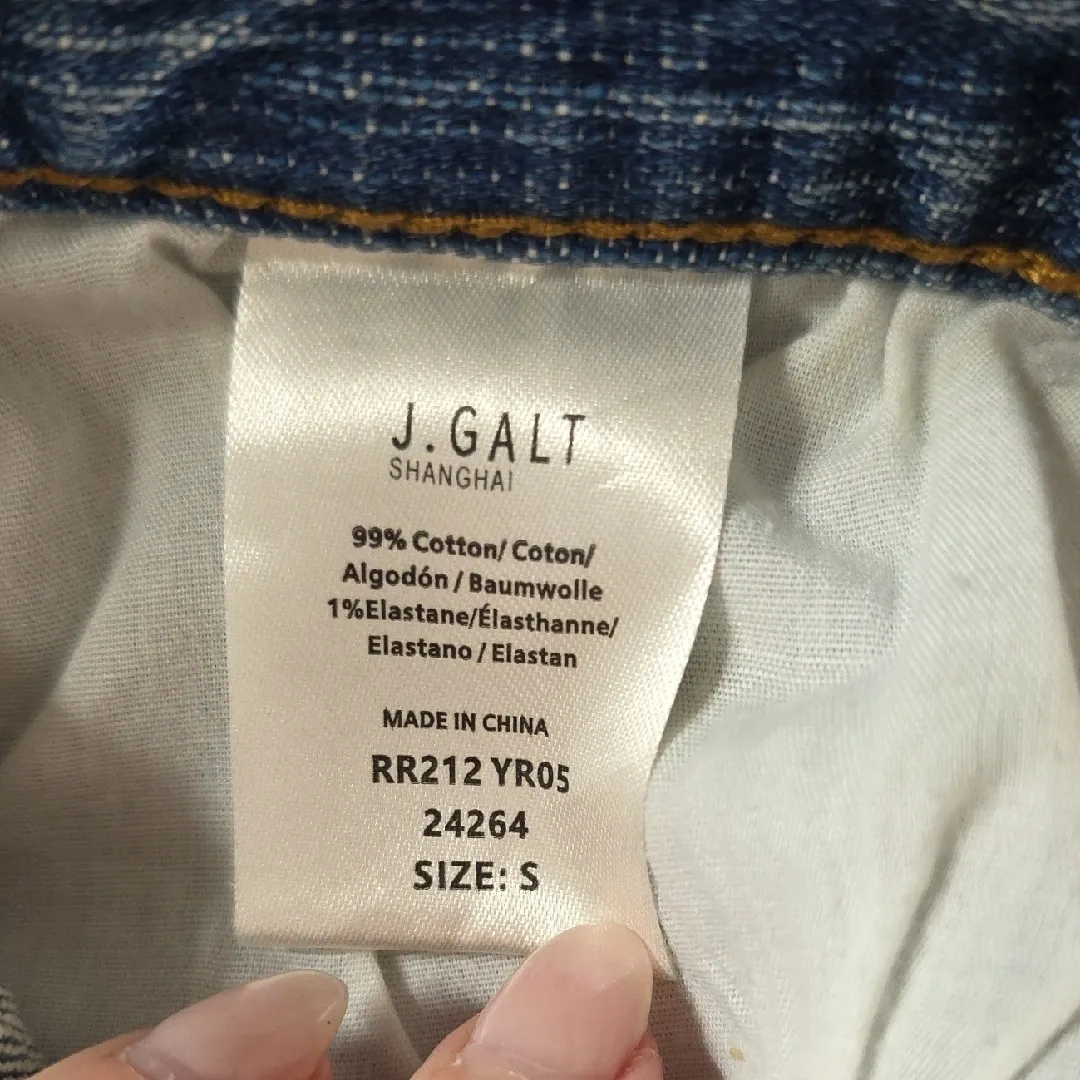 J.GALT
SHANGHAI
99% Cotton/ Coton/
Algodón / Baumwolle
1%Elastane/Élasthanne/
Elastano / Elastan
MADE IN CHINA
RR212 YR05
24264
SIZE: S